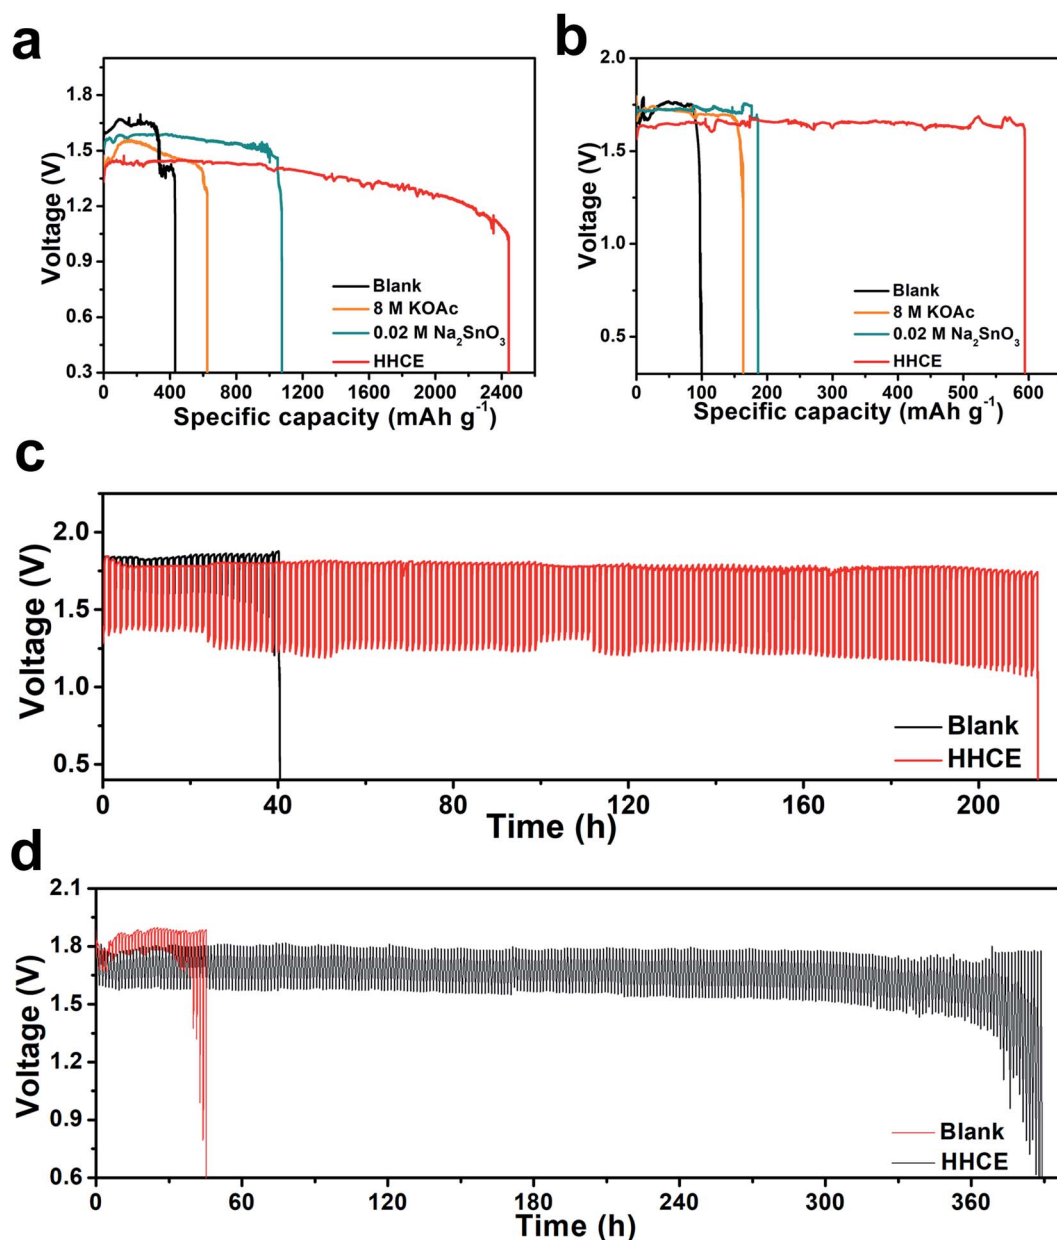 a
Voltage (V)
1.8
1.5
1.2
0.9
0.6
0.3
Blank
8 M KOAc
0.02 M Na₂SnO₃
HHCE
0 400 800 1200 1600 2000 2400
Specific capacity (mAh g⁻¹)
b
Voltage (V)
2.0
1.5
1.0
0.5
Blank
8 M KOAc
0.02 M Na₂SnO₃
HHCE
0 100 200 300 400 500 600
Specific capacity (mAh g⁻¹)
c
Voltage (V)
2.0
1.5
1.0
0.5
Blank
HHCE
0 40 80 120 160 200
Time (h)
d
Voltage (V)
2.1
1.8
1.5
1.2
0.9
0.6
Blank
HHCE
0 60 120 180 240 300 360
Time (h)